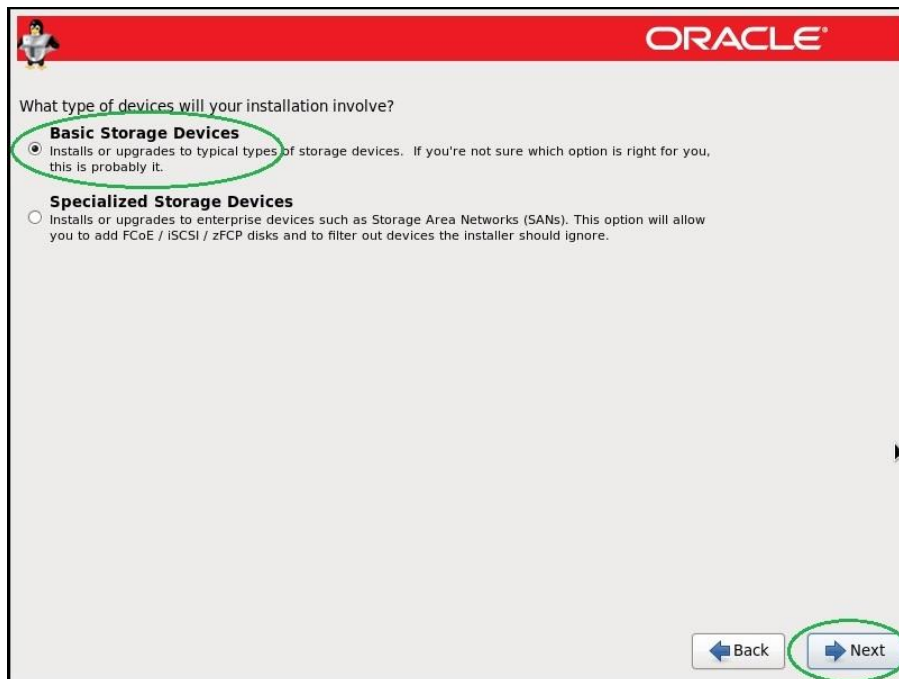 ORACLE®
What type of devices will your installation involve?
Basic Storage Devices
Installs or upgrades to typical types of storage devices. If you're not sure which option is right for you,
this is probably it.
Specialized Storage Devices
Installs or upgrades to enterprise devices such as Storage Area Networks (SANs). This option will allow
you to add FCoE / iSCSI / zFCP disks and to filter out devices the installer should ignore.
Back Next